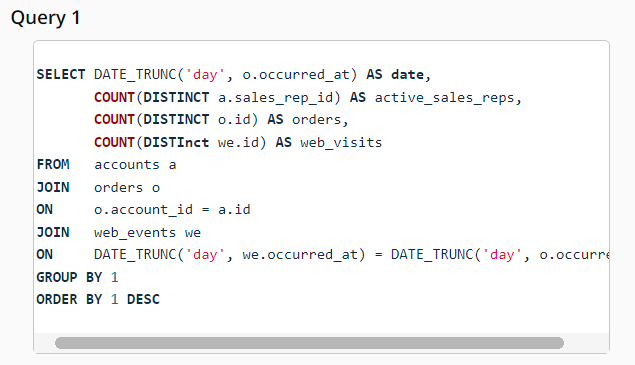 Query 1
SELECT DATE_TRUNC('day', o.occurred_at) AS date,
COUNT(DISTINCT a.sales_rep_id) AS active_sales_reps,
COUNT(DISTINCT o.id) AS orders,
COUNT(DISTInct we.id) AS web_visits
FROM accounts a
JOIN orders o
ON o.account_id = a.id
JOIN web_events we
ON DATE_TRUNC('day', we.occurred_at) = DATE_TRUNC('day', o.occurre
GROUP BY 1
ORDER BY 1 DESC